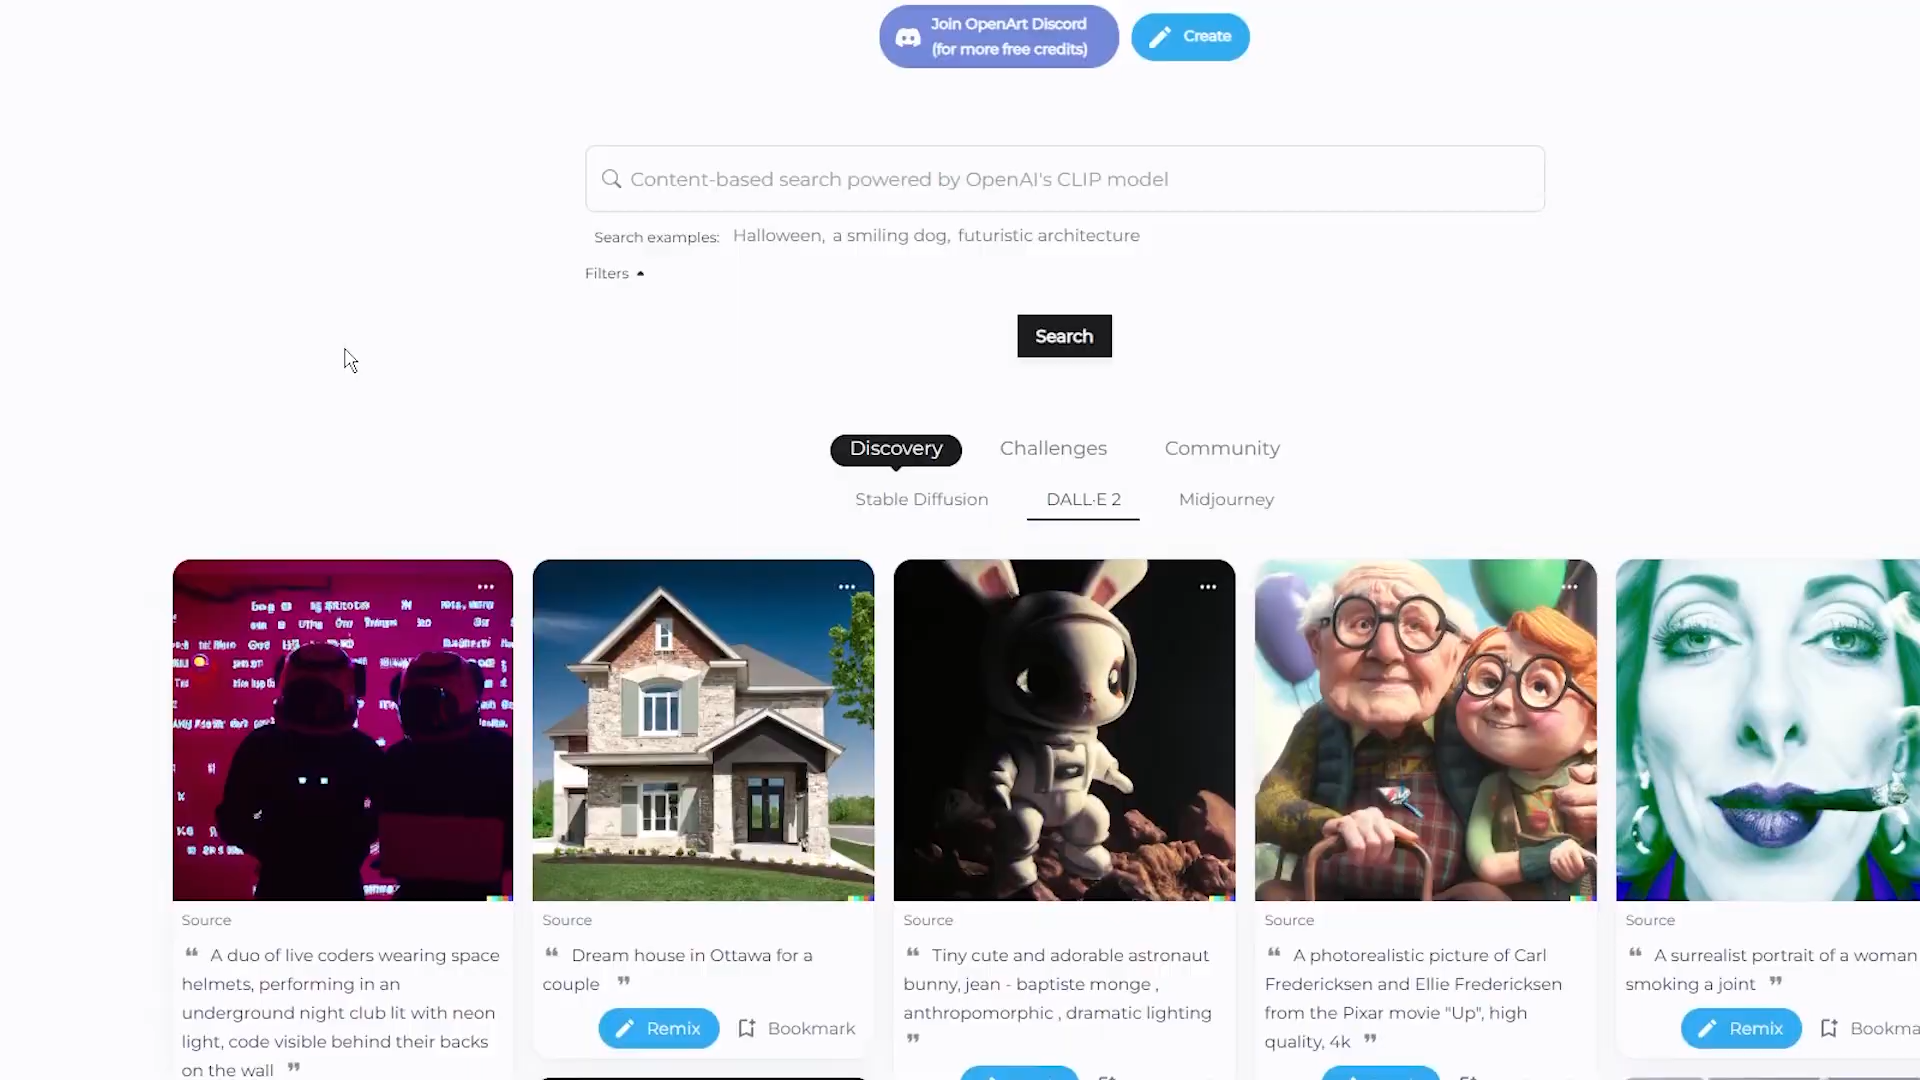 Join OpenArt Discord
(for more free credits)
Create
Content-based search powered by OpenAI's CLIP model
Search examples: Halloween, a smiling dog, futuristic architecture
Filters
Search
Discovery Challenges Community
Stable Diffusion DALL·E 2 Midjourney
Source
❝ A duo of live coders wearing space
helmets, performing in an
underground night club lit with neon
light, code visible behind their backs
on the wall ❞
Source
❝ Dream house in Ottawa for a
couple ❞
Remix Bookmark
Source
❝ Tiny cute and adorable astronaut
bunny, jean - baptiste monge ,
anthropomorphic , dramatic lighting
❞
Source
❝ A photorealistic picture of Carl
Fredericksen and Ellie Fredericksen
from the Pixar movie "Up", high
quality, 4k ❞
Source
❝ A surrealist portrait of a woman
smoking a joint ❞
Remix Bookma